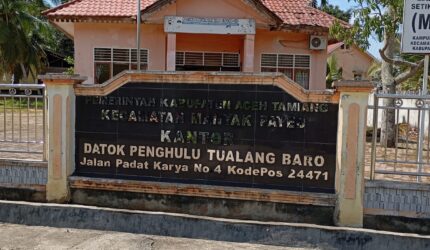 PEMERINTAH KABUPATEN ACEH TAMIANG
KECAMATAN MANYAK PAYED
KANTOR
DATOK PENGHULU TUALANG BARO
Jalan Padat Karya No 4 KodePos 24471